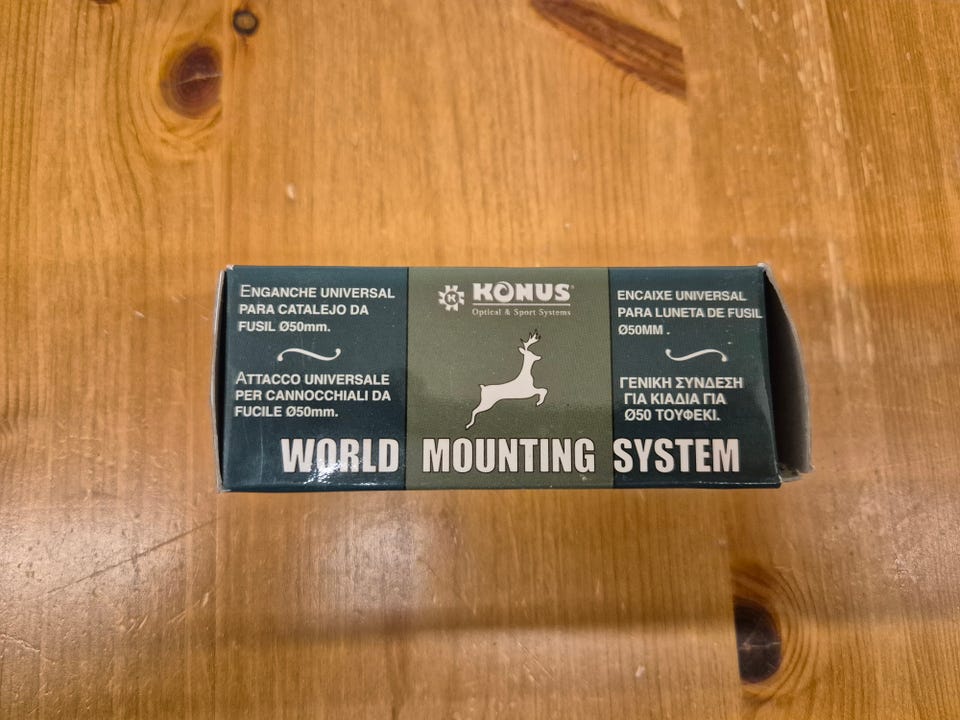 ENGANCHE UNIVERSAL
PARA CATALEJO DA
FUSIL Ø50mm.
ATTACCO UNIVERSALE
PER CANNOCCHIALI DA
FUCILE Ø50mm.
K KONUS®
Optical & Sport Systems
ENCAIXE UNIVERSAL
PARA LUNETA DE FUSIL
Ø50MM .
ΓΕΝΙΚΗ ΣΥΝΔΕΣΗ
ΓΙΑ ΚΙΑΔΙΑ ΓΙΑ
Ø50 ΤΟΥΦΕΚΙ.
WORLD MOUNTING SYSTEM